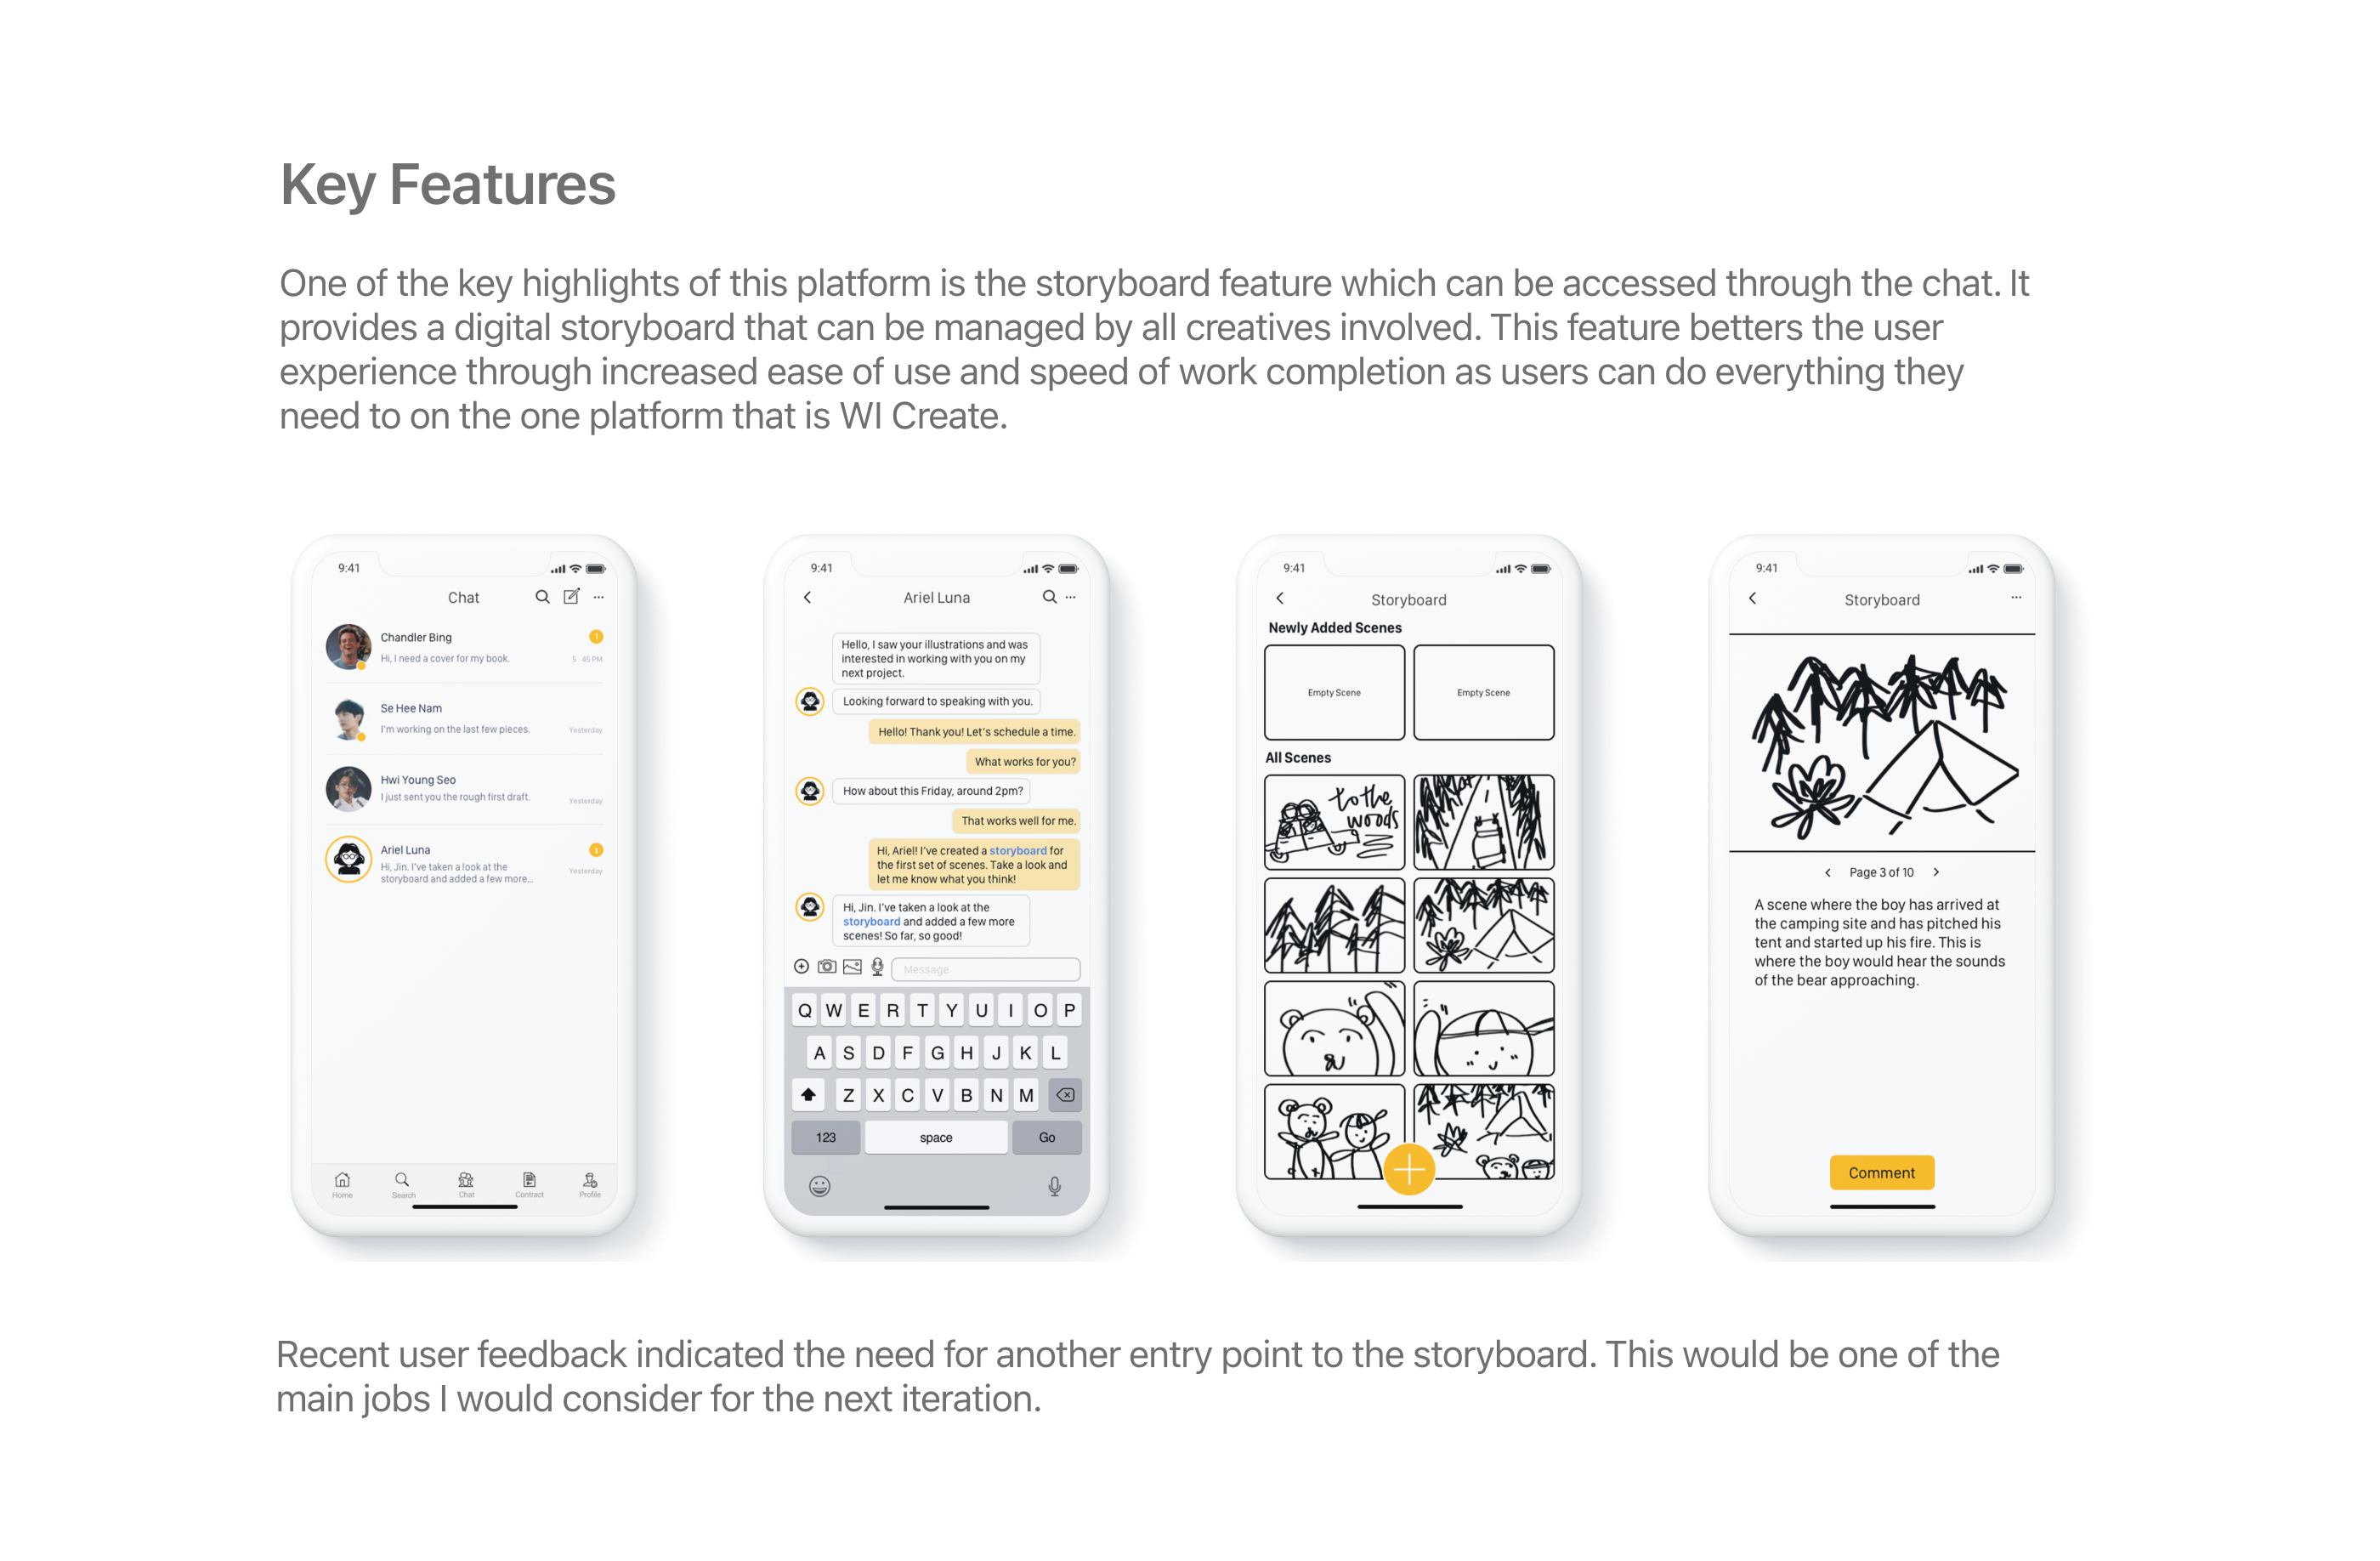 Key Features
One of the key highlights of this platform is the storyboard feature which can be accessed through the chat. It
provides a digital storyboard that can be managed by all creatives involved. This feature betters the user
experience through increased ease of use and speed of work completion as users can do everything they
need to on the one platform that is WI Create.
9:41
Chat
Chandler Bing
1
Hi, I need a cover for my book.
5 : 45 PM
Se Hee Nam
I'm working on the last few pieces.
Yesterday
Hwi Young Seo
I just sent you the rough first draft.
Yesterday
Ariel Luna
Hi, Jin. I've taken a look at the
storyboard and added a few more...
Yesterday
Home
Search
Chat
Contract
Profile
9:41
Ariel Luna
Hello, I saw your illustrations and was
interested in working with you on my
next project.
Looking forward to speaking with you.
Hello! Thank you! Let's schedule a time.
What works for you?
How about this Friday, around 2pm?
That works well for me.
Hi, Ariel! I've created a storyboard for
the first set of scenes. Take a look and
let me know what you think!
Hi, Jin. I've taken a look at the
storyboard and added a few more
scenes! So far, so good!
Message
Q W E R T Y U I O P
A S D F G H J K L
Z X C V B N M
123 space Go
9:41
Storyboard
Newly Added Scenes
Empty Scene
Empty Scene
All Scenes
to the
woods
9:41
Storyboard
Page 3 of 10
A scene where the boy has arrived at
the camping site and has pitched his
tent and started up his fire. This is
where the boy would hear the sounds
of the bear approaching.
Comment
Recent user feedback indicated the need for another entry point to the storyboard. This would be one of the
main jobs I would consider for the next iteration.